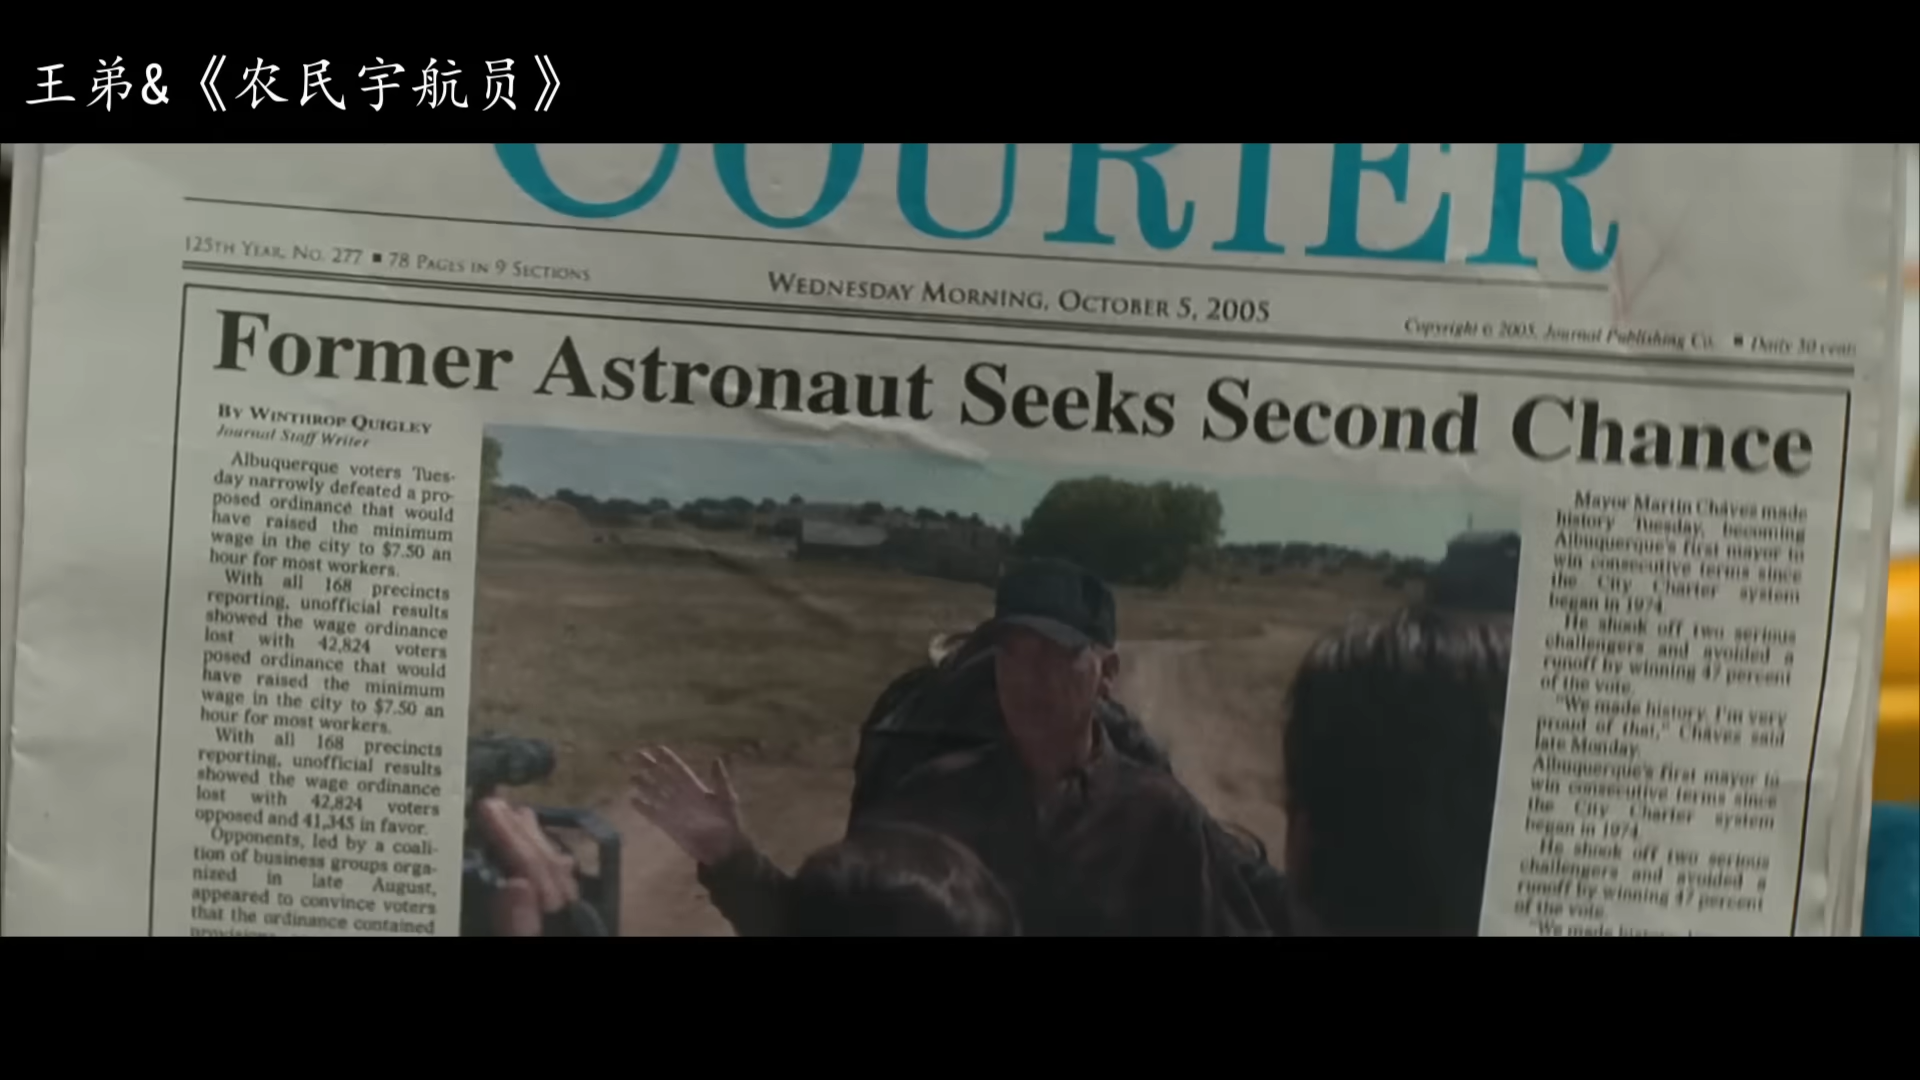 王弟&《农民宇航员》
COURIER
125TH YEAR, NO. 277 ■ 78 PAGES IN 9 SECTIONS
WEDNESDAY MORNING, OCTOBER 5, 2005
Copyright © 2005, Journal Publishing Co. ■ Daily 50 cents
Former Astronaut Seeks Second Chance
BY WINTHROP QUIGLEY
Journal Staff Writer
Albuquerque voters Tues-
day narrowly defeated a pro-
posed ordinance that would
have raised the minimum
wage in the city to $7.50 an
hour for most workers.
With all 168 precincts
reporting, unofficial results
showed the wage ordinance
lost with 42,824 voters
posed ordinance that would
have raised the minimum
wage in the city to $7.50 an
hour for most workers.
With all 168 precincts
reporting, unofficial results
showed the wage ordinance
lost with 42,824 voters
opposed and 41,345 in favor.
Opponents, led by a coali-
tion of business groups orga-
nized in late August,
appeared to convince voters
that the ordinance contained
Mayor Martin Chávez made
history Tuesday, becoming
Albuquerque's first mayor to
win consecutive terms since
the City Charter system
began in 1974.
He shook off two serious
challengers and avoided a
runoff by winning 47 percent
of the vote.
"We made history, I'm very
proud of that," Chávez said
late Monday.
Albuquerque's first mayor to
win consecutive terms since
the City Charter system
began in 1974.
He shook off two serious
challengers and avoided a
runoff by winning 47 percent
of the vote.
"We made history,